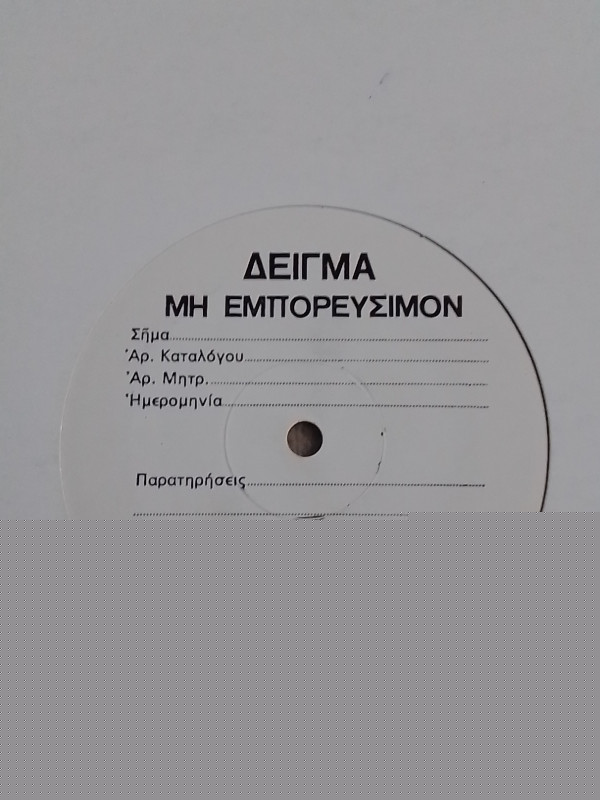 ΔΕΙΓΜΑ
ΜΗ ΕΜΠΟΡΕΥΣΙΜΟΝ
Σῆμα
Ἀρ. Καταλόγου
Ἀρ. Μητρ.
Ἡμερομηνία
Παρατηρήσεις